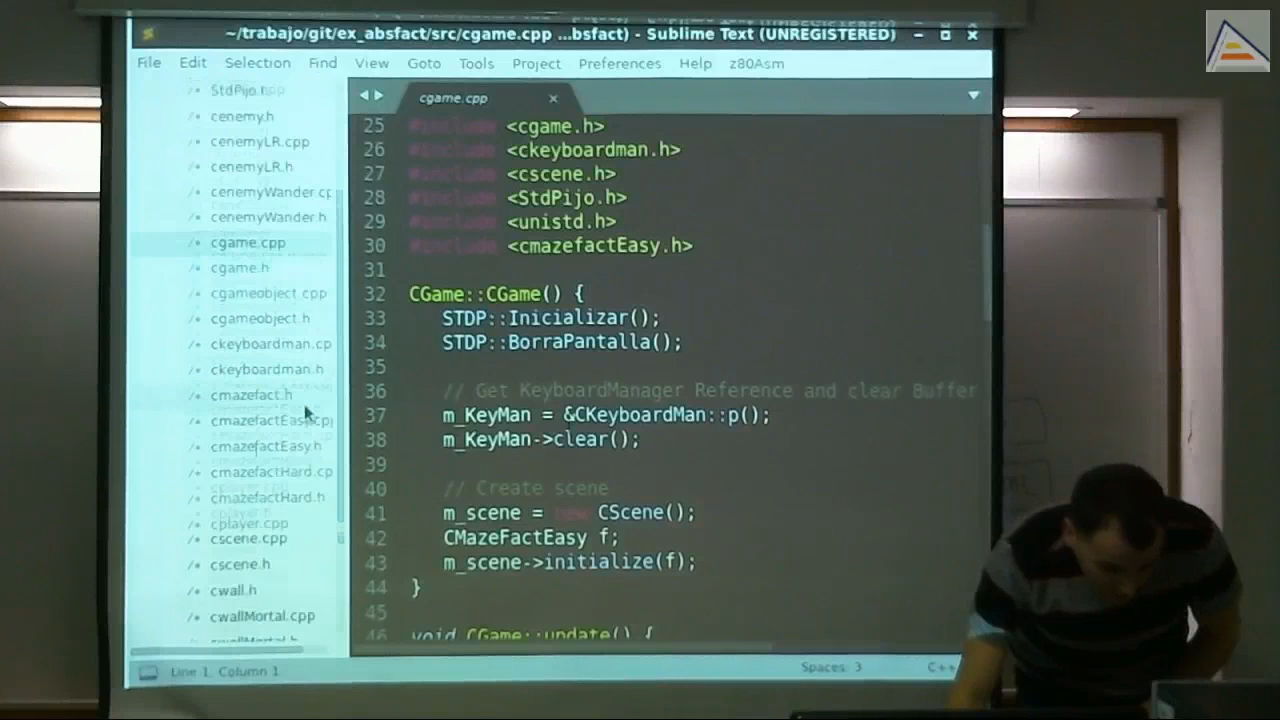 ~/trabajo/git/ex_absfact/src/cgame.cpp ...bsfact) - Sublime Text (UNREGISTERED)
File Edit Selection Find View Goto Tools Project Preferences Help z80Asm
StdPijo.h
cenemy.h
cenemyLR.cpp
cenemyLR.h
cenemyWander.cp
cenemyWander.h
cgame.cpp
cgame.h
cgameobject.cpp
cgameobject.h
ckeyboardman.cp
ckeyboardman.h
cmazefact.h
cmazefactEasy.cp
cmazefactEasy.h
cmazefactHard.cp
cmazefactHard.h
cplayer.cpp
cscene.cpp
cscene.h
cwall.h
cwallMortal.cpp
cwallMortal.h
cgame.cpp
25 #include <cgame.h>
26 #include <ckeyboardman.h>
27 #include <cscene.h>
28 #include <StdPijo.h>
29 #include <unistd.h>
30 #include <cmazefactEasy.h>
31
32 CGame::CGame() {
33 STDP::Inicializar();
34 STDP::BorraPantalla();
35
36 // Get KeyboardManager Reference and clear Buffer
37 m_KeyMan = &CKeyboardMan::p();
38 m_KeyMan->clear();
39
40 // Create scene
41 m_scene = new CScene();
42 CMazeFactEasy f;
43 m_scene->initialize(f);
44 }
45
46 void CGame::update() {
Line 1, Column 1 Spaces: 3 C++